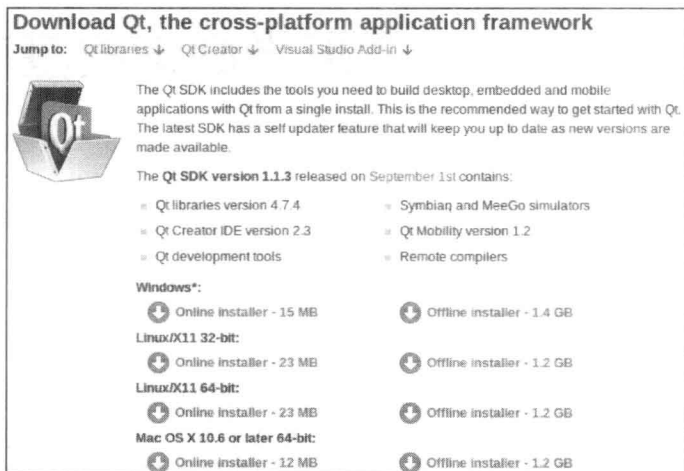 Download Qt, the cross-platform application framework
Jump to: Qt libraries ↓ Qt Creator ↓ Visual Studio Add-in ↓
Qt
The Qt SDK includes the tools you need to build desktop, embedded and mobile
applications with Qt from a single install. This is the recommended way to get started with Qt.
The latest SDK has a self updater feature that will keep you up to date as new versions are
made available.
The Qt SDK version 1.1.3 released on September 1st contains:
Qt libraries version 4.7.4 Symbian and MeeGo simulators
Qt Creator IDE version 2.3 Qt Mobility version 1.2
Qt development tools Remote compilers
Windows*:
Online installer - 15 MB Offline installer - 1.4 GB
Linux/X11 32-bit:
Online installer - 23 MB Offline installer - 1.2 GB
Linux/X11 64-bit:
Online installer - 23 MB Offline installer - 1.2 GB
Mac OS X 10.6 or later 64-bit:
Online installer - 12 MB Offline installer - 1.2 GB